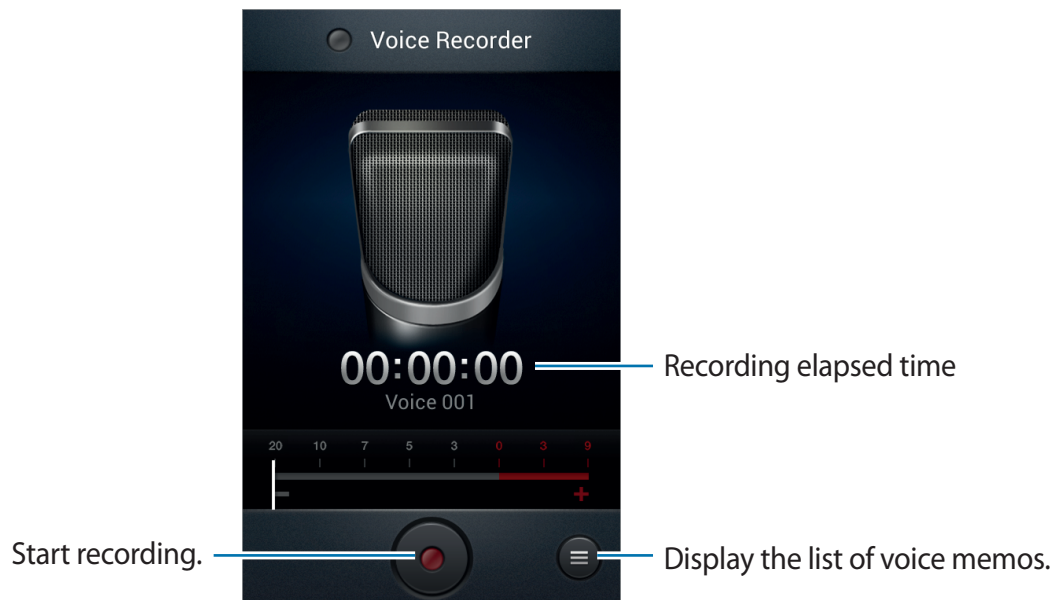 Voice Recorder
00:00:00
Recording elapsed time
Voice 001
20 10 7 5 3 0 3 9
- +
Start recording.
Display the list of voice memos.